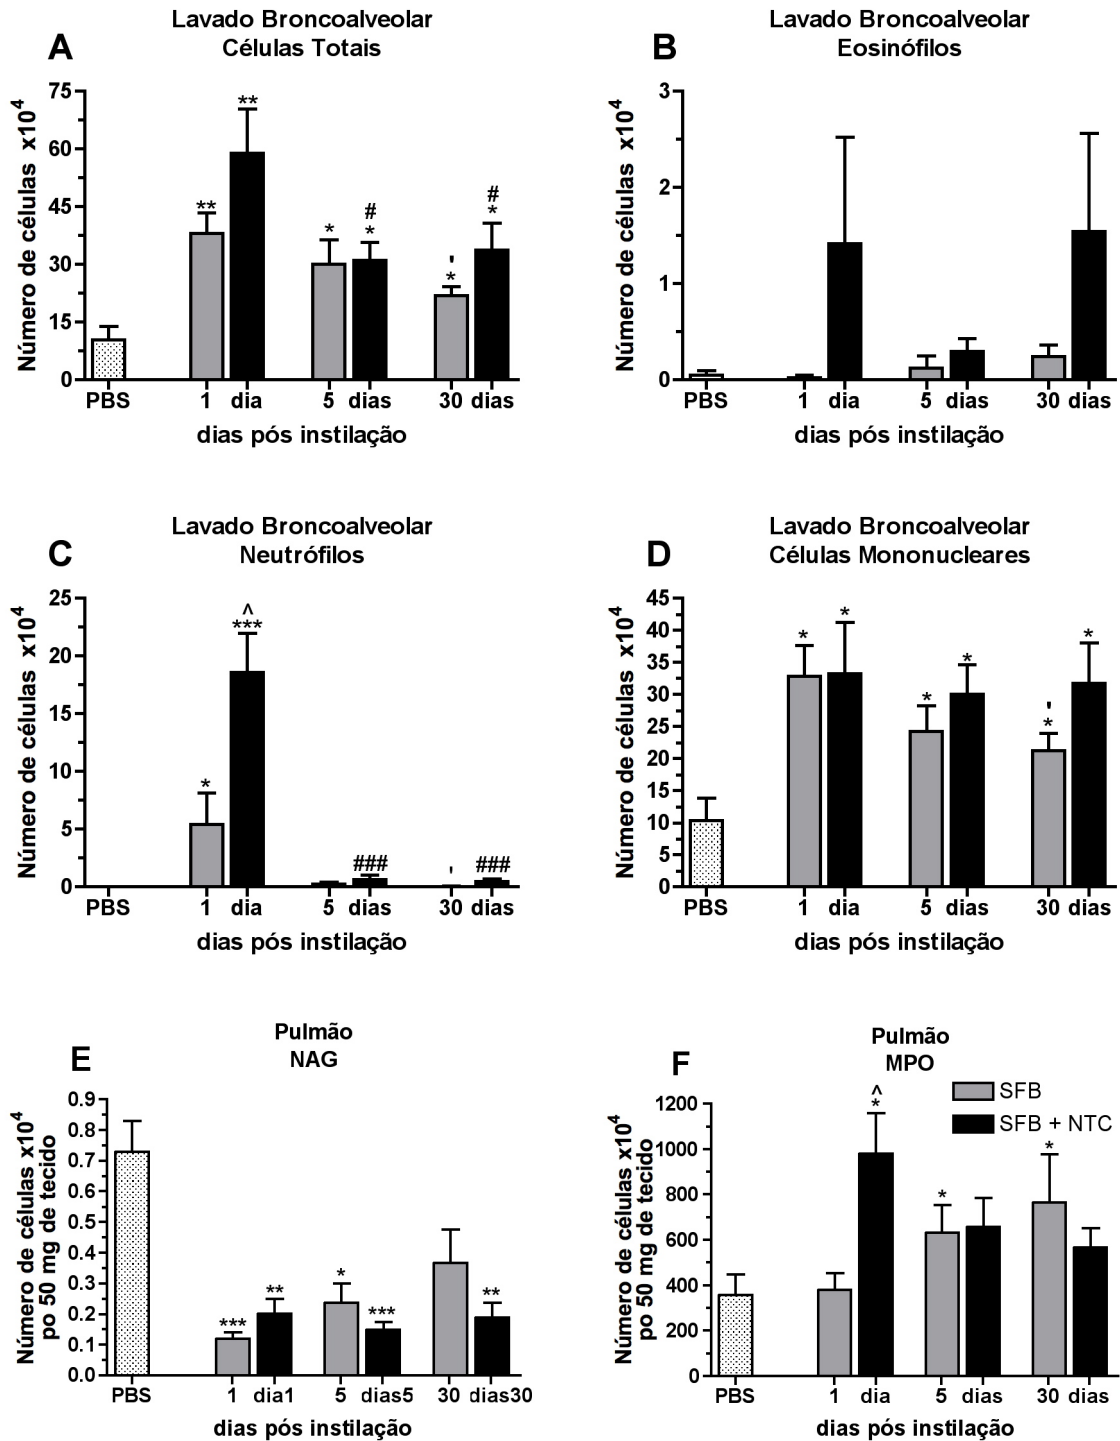 Lavado Broncoalveolar
Células Totais
A
Número de células x10⁴
75
60
45
30
15
0
**
**
*
#
*
'
*
#
*
PBS
1 dia
5 dias
30 dias
dias pós instilação
Lavado Broncoalveolar
Eosinófilos
B
Número de células x10⁴
3
2
1
0
PBS
1 dia
5 dias
30 dias
dias pós instilação
Lavado Broncoalveolar
Neutrófilos
C
Número de células x10⁴
25
20
15
10
5
0
*
^
***
###
'
###
PBS
1 dia
5 dias
30 dias
dias pós instilação
Lavado Broncoalveolar
Células Mononucleares
D
Número de células x10⁴
45
40
35
30
25
20
15
10
5
0
*
*
*
*
'
*
*
PBS
1 dia
5 dias
30 dias
dias pós instilação
Pulmão
NAG
E
Número de células x10⁴
po 50 mg de tecido
0.9
0.8
0.7
0.6
0.5
0.4
0.3
0.2
0.1
0.0
***
**
*
***
**
PBS
1 dia1
5 dias5
30 dias30
dias pós instilação
Pulmão
MPO
F
SFB
SFB + NTC
Número de células x10⁴
po 50 mg de tecido
1200
1000
800
600
400
200
0
^
*
*
*
PBS
1 dia
5 dias
30 dias
dias pós instilação